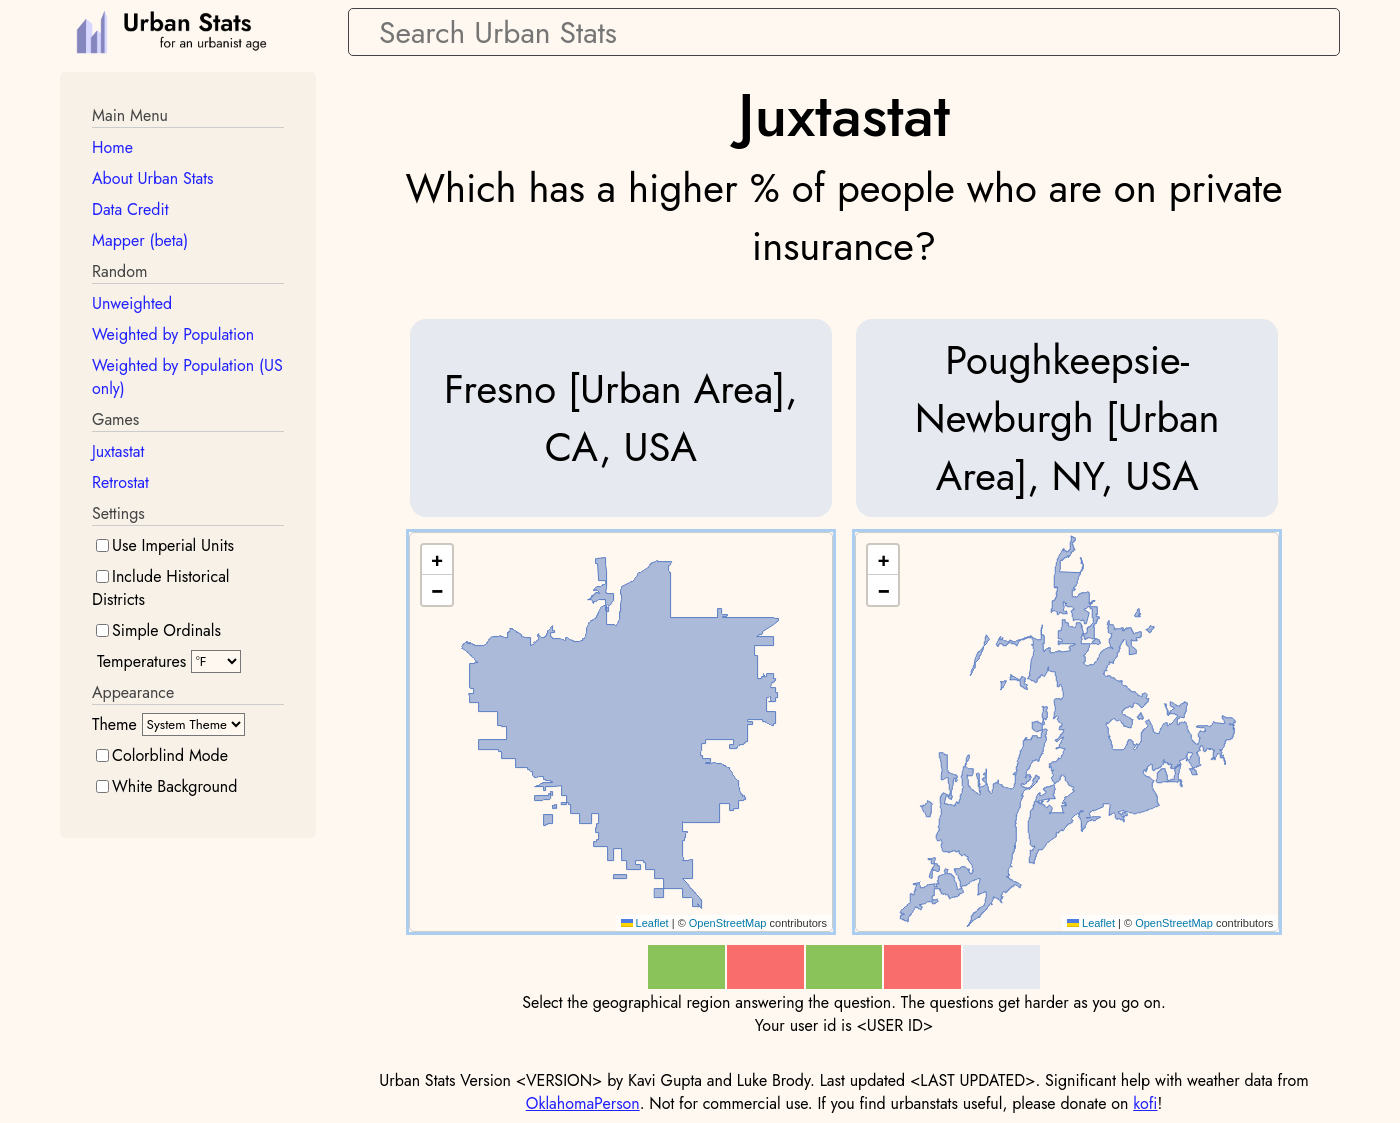 Urban Stats
for an urbanist age
Search Urban Stats
Main Menu
Home
About Urban Stats
Data Credit
Mapper (beta)
Random
Unweighted
Weighted by Population
Weighted by Population (US
only)
Games
Juxtastat
Retrostat
Settings
Use Imperial Units
Include Historical
Districts
Simple Ordinals
Temperatures °F
Appearance
Theme System Theme
Colorblind Mode
White Background
Juxtastat
Which has a higher % of people who are on private
insurance?
Fresno [Urban Area],
CA, USA
Poughkeepsie-
Newburgh [Urban
Area], NY, USA
+
−
Leaflet | © OpenStreetMap contributors
+
−
Leaflet | © OpenStreetMap contributors
Select the geographical region answering the question. The questions get harder as you go on.
Your user id is <USER ID>
Urban Stats Version <VERSION> by Kavi Gupta and Luke Brody. Last updated <LAST UPDATED>. Significant help with weather data from
OklahomaPerson. Not for commercial use. If you find urbanstats useful, please donate on kofi!